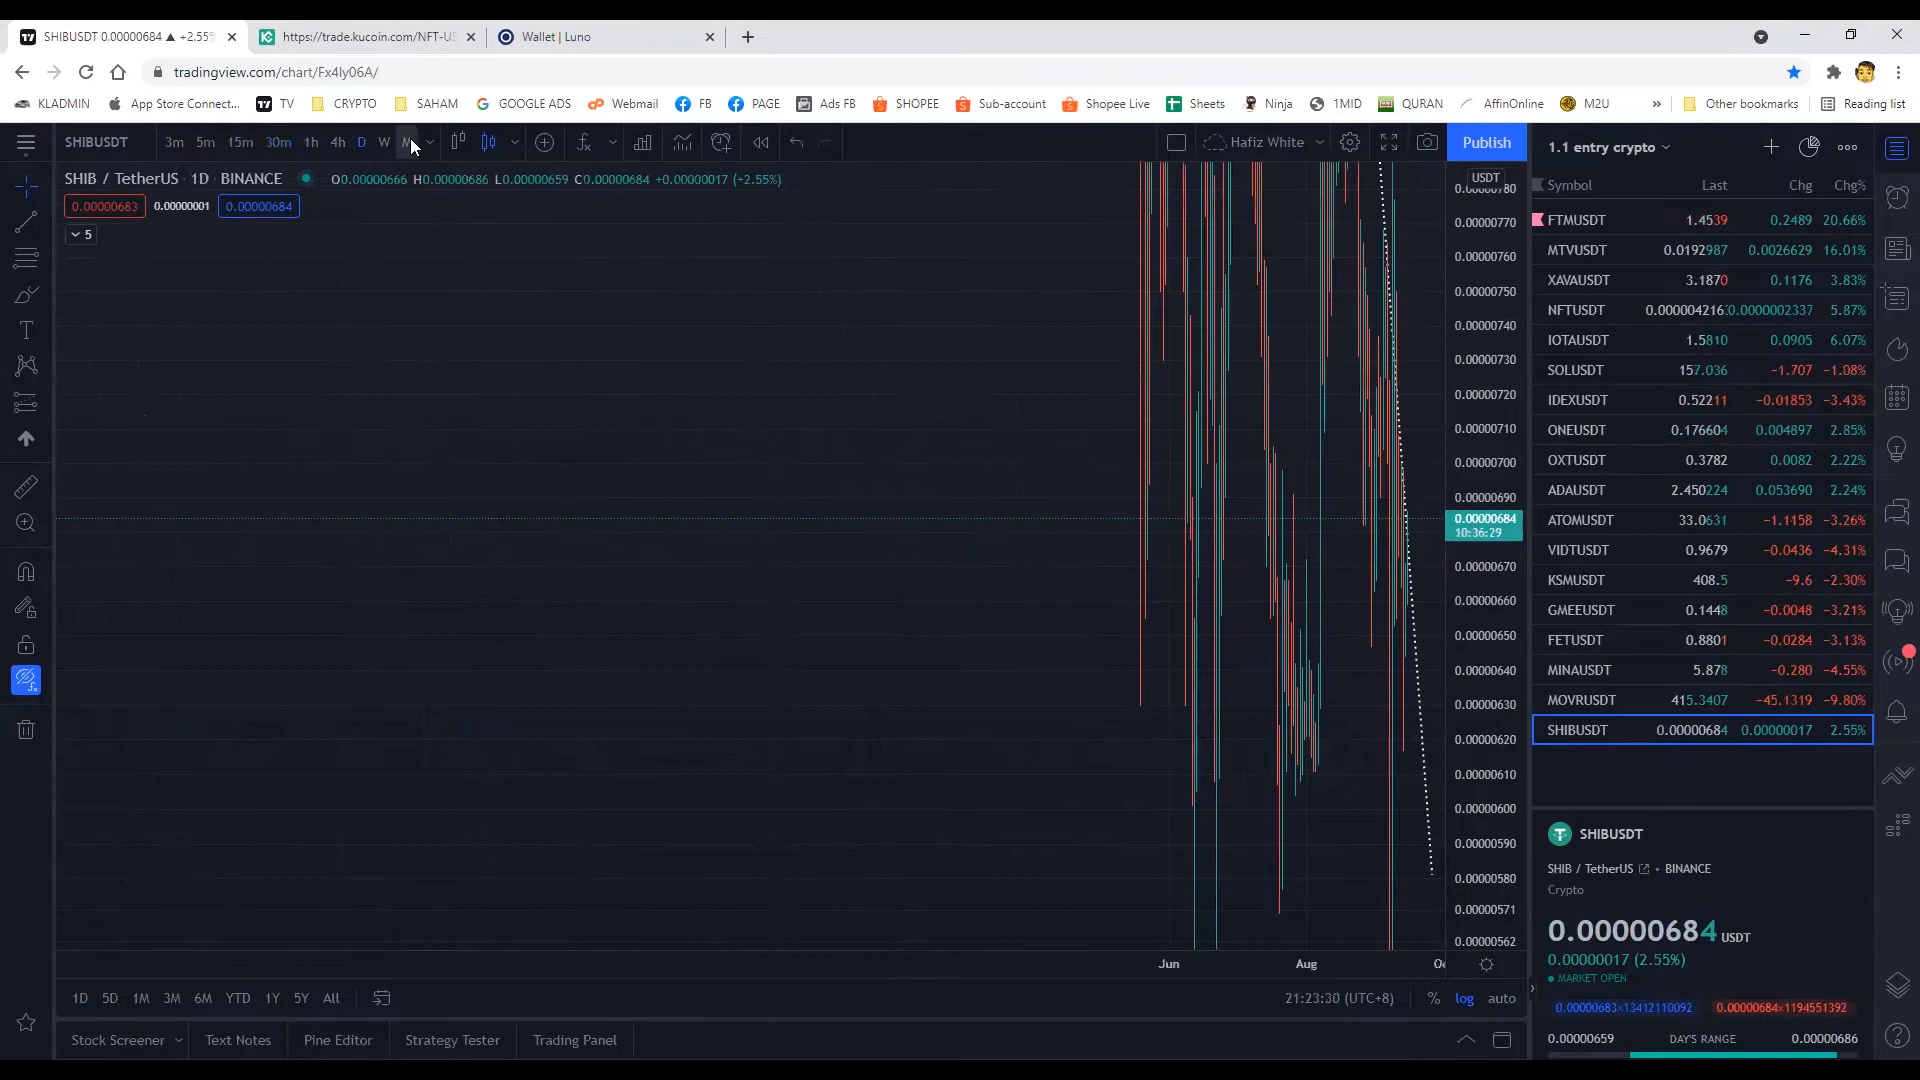 SHIBUSDT 0.00000684 ▲ +2.55%
https://trade.kucoin.com/NFT-US
Wallet | Luno
tradingview.com/chart/Fx4ly06A/
KLADMIN App Store Connect... TV CRYPTO SAHAM GOOGLE ADS Webmail FB PAGE Ads FB SHOPEE Sub-account Shopee Live Sheets Ninja 1MID QURAN AffinOnline M2U » Other bookmarks Reading list
SHIBUSDT 3m 5m 15m 30m 1h 4h D W M Hafiz White Publish
SHIB / TetherUS · 1D · BINANCE O0.00000666 H0.00000686 L0.00000659 C0.00000684 +0.00000017 (+2.55%)
0.00000683 0.00000001 0.00000684
5
USDT
0.00000780
0.00000770
0.00000760
0.00000750
0.00000740
0.00000730
0.00000720
0.00000710
0.00000700
0.00000690
0.00000684
10:36:29
0.00000670
0.00000660
0.00000650
0.00000640
0.00000630
0.00000620
0.00000610
0.00000600
0.00000590
0.00000580
0.00000571
0.00000562
Jun Aug Oc
1D 5D 1M 3M 6M YTD 1Y 5Y All 21:23:30 (UTC+8) % log auto
Stock Screener Text Notes Pine Editor Strategy Tester Trading Panel
1.1 entry crypto
Symbol Last Chg Chg%
FTMUSDT 1.4539 0.2489 20.66%
MTVUSDT 0.0192987 0.0026629 16.01%
XAVAUSDT 3.1870 0.1176 3.83%
NFTUSDT 0.000004216 0.0000002337 5.87%
IOTAUSDT 1.5810 0.0905 6.07%
SOLUSDT 157.036 −1.707 −1.08%
IDEXUSDT 0.52211 −0.01853 −3.43%
ONEUSDT 0.176604 0.004897 2.85%
OXTUSDT 0.3782 0.0082 2.22%
ADAUSDT 2.450224 0.053690 2.24%
ATOMUSDT 33.0631 −1.1158 −3.26%
VIDTUSDT 0.9679 −0.0436 −4.31%
KSMUSDT 408.5 −9.6 −2.30%
GMEEUSDT 0.1448 −0.0048 −3.21%
FETUSDT 0.8801 −0.0284 −3.13%
MINAUSDT 5.878 −0.280 −4.55%
MOVRUSDT 415.3407 −45.1319 −9.80%
SHIBUSDT 0.00000684 0.00000017 2.55%
SHIBUSDT
SHIB / TetherUS • BINANCE
Crypto
0.00000684 USDT
0.00000017 (2.55%)
• MARKET OPEN
0.00000683×13412110092 0.00000684×1194551392
0.00000659 DAY'S RANGE 0.00000686